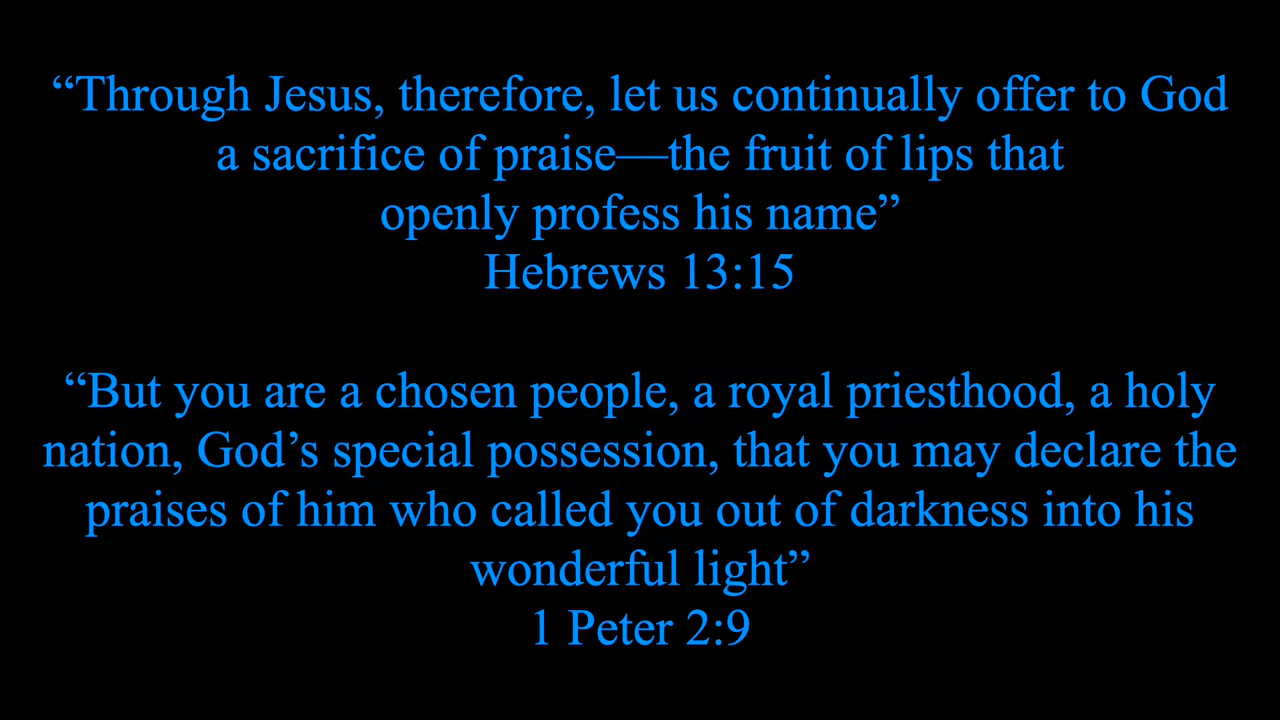 “Through Jesus, therefore, let us continually offer to God
a sacrifice of praise—the fruit of lips that
openly profess his name”
Hebrews 13:15
“But you are a chosen people, a royal priesthood, a holy
nation, God’s special possession, that you may declare the
praises of him who called you out of darkness into his
wonderful light”
1 Peter 2:9